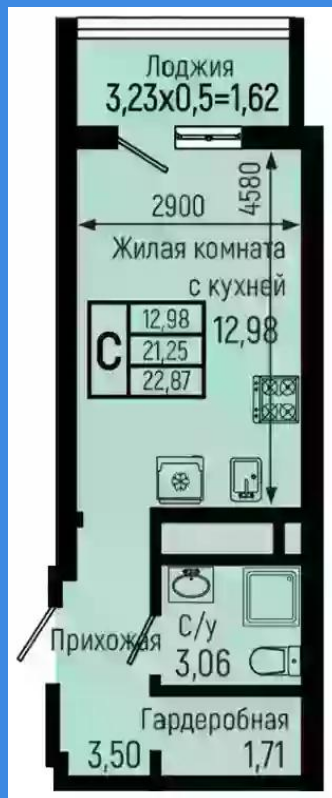 Лоджия
3,23х0,5=1,62
2900
4580
Жилая комната
с кухней
12,98
С
12,98
21,25
22,87
Прихожая
3,50
С/у
3,06
Гардеробная
1,71